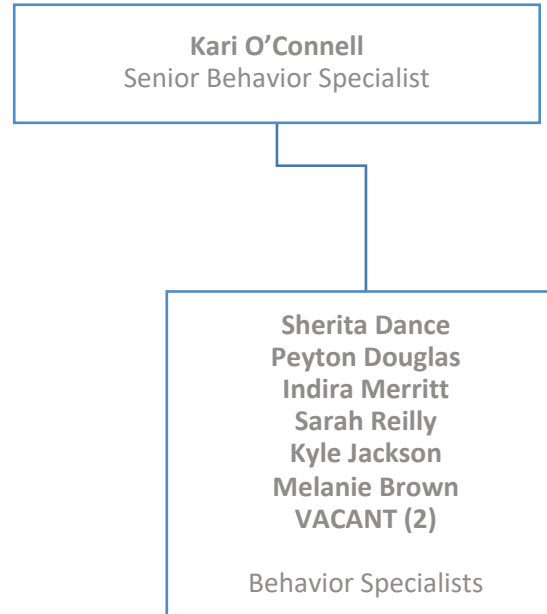 Kari O’Connell
Senior Behavior Specialist
Sherita Dance
Peyton Douglas
Indira Merritt
Sarah Reilly
Kyle Jackson
Melanie Brown
VACANT (2)
Behavior Specialists